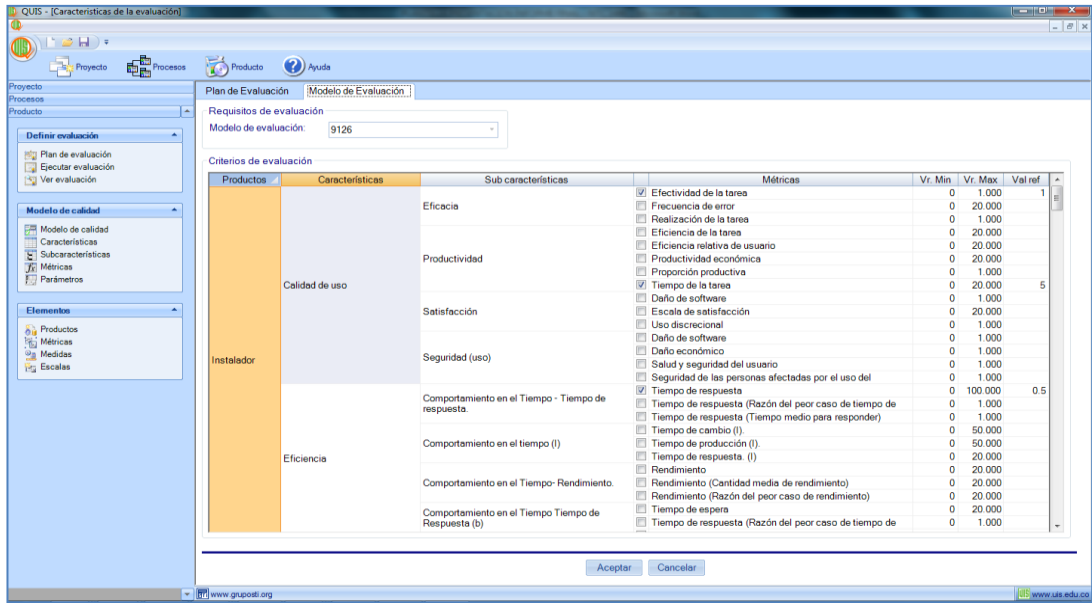 QUIS - [Caracteristicas de la evaluación]
Proyecto Procesos Producto Ayuda
Proyecto
Procesos
Producto
Definir evaluación
Plan de evaluación
Ejecutar evaluación
Ver evaluación
Modelo de calidad
Modelo de calidad
Características
Subcaracterísticas
Métricas
Parámetros
Elementos
Productos
Métricas
Medidas
Escalas
Plan de Evaluación Modelo de Evaluación
Requisitos de evaluación
Modelo de evaluación: 9126
Criterios de evaluación
Productos Características Sub características Métricas Vr. Min Vr. Max Val ref
Instalador
Calidad de uso
Eficacia
Efectividad de la tarea 0 1.000 1
Frecuencia de error 0 20.000
Realización de la tarea 0 1.000
Productividad
Eficiencia de la tarea 0 20.000
Eficiencia relativa de usuario 0 20.000
Productividad económica 0 20.000
Proporción productiva 0 1.000
Tiempo de la tarea 0 20.000 5
Satisfacción
Daño de software 0 1.000
Escala de satisfacción 0 20.000
Uso discrecional 0 1.000
Seguridad (uso)
Daño de software 0 1.000
Daño económico 0 1.000
Salud y seguridad del usuario 0 1.000
Seguridad de las personas afectadas por el uso del 0 1.000
Eficiencia
Comportamiento en el Tiempo - Tiempo de
respuesta.
Tiempo de respuesta 0 100.000 0.5
Tiempo de respuesta (Razón del peor caso de tiempo de 0 1.000
Tiempo de respuesta (Tiempo medio para responder) 0 1.000
Comportamiento en el tiempo (I)
Tiempo de cambio (I). 0 50.000
Tiempo de producción (I). 0 50.000
Tiempo de respuesta. (I) 0 20.000
Comportamiento en el Tiempo- Rendimiento.
Rendimiento 0 20.000
Rendimiento (Cantidad media de rendimiento) 0 20.000
Rendimiento (Razón del peor caso de rendimiento) 0 20.000
Comportamiento en el Tiempo Tiempo de
Respuesta (b)
Tiempo de espera 0 20.000
Tiempo de respuesta (Razón del peor caso de tiempo de 0 1.000
Aceptar Cancelar
www.gruposti.org www.uis.edu.co